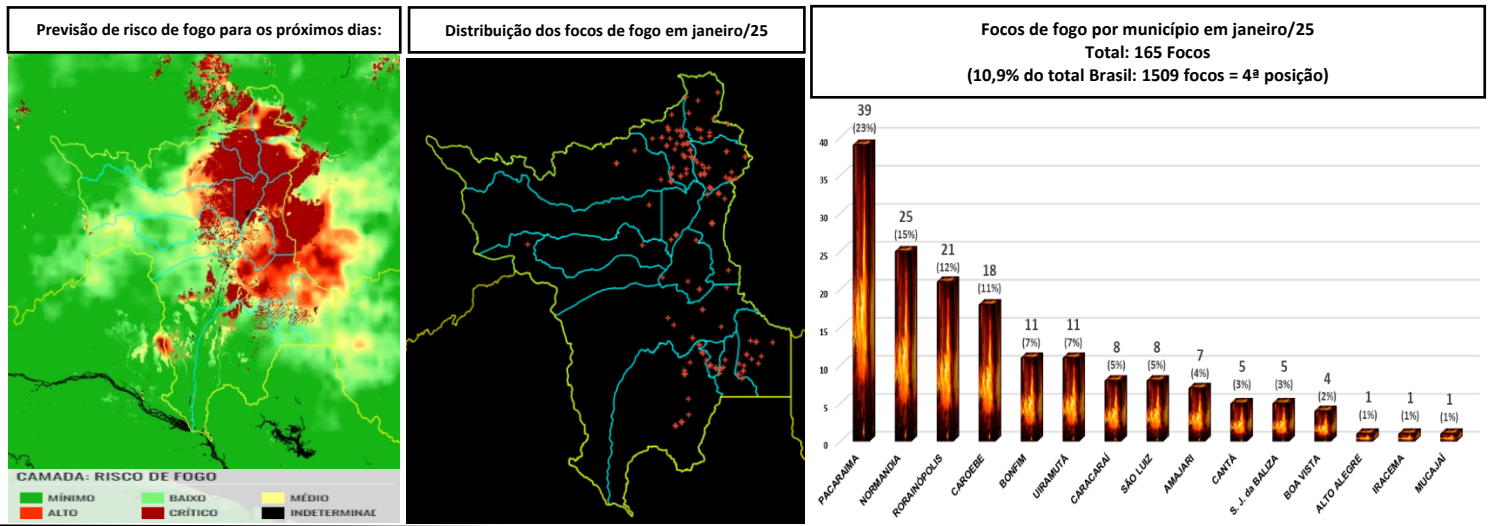 Previsão de risco de fogo para os próximos dias:
CAMADA: RISCO DE FOGO
MÍNIMO BAIXO MÉDIO
ALTO CRÍTICO INDETERMINAE
Distribuição dos focos de fogo em janeiro/25
Focos de fogo por município em janeiro/25
Total: 165 Focos
(10,9% do total Brasil: 1509 focos = 4ª posição)
40
35
30
25
20
15
10
5
0
39
(23%)
25
(15%)
21
(12%)
18
(11%)
11
(7%)
11
(7%)
8
(5%)
8
(5%)
7
(4%)
5
(3%)
5
(3%)
4
(2%)
1
(1%)
1
(1%)
1
(1%)
PACARAIMA
NORMANDIA
RORAINÓPOLIS
CAROEBE
BONFIM
UIRAMUTÃ
CARACARAÍ
SÃO LUIZ
AMAJARI
CANTÁ
S. J. da BALIZA
BOA VISTA
ALTO ALEGRE
IRACEMA
MUCAJAÍ